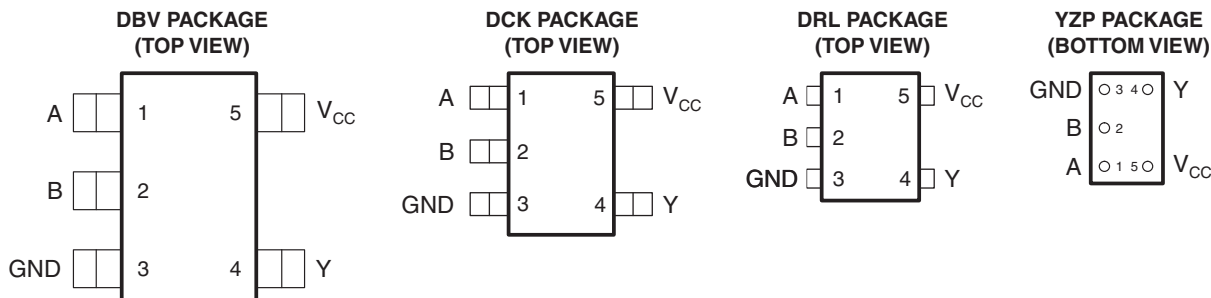 DBV PACKAGE
(TOP VIEW)
A 1 5 VCC
B 2
GND 3 4 Y
DCK PACKAGE
(TOP VIEW)
A 1 5 VCC
B 2
GND 3 4 Y
DRL PACKAGE
(TOP VIEW)
A 1 5 VCC
B 2
GND 3 4 Y
YZP PACKAGE
(BOTTOM VIEW)
GND 3 4 Y
B 2
A 1 5 VCC